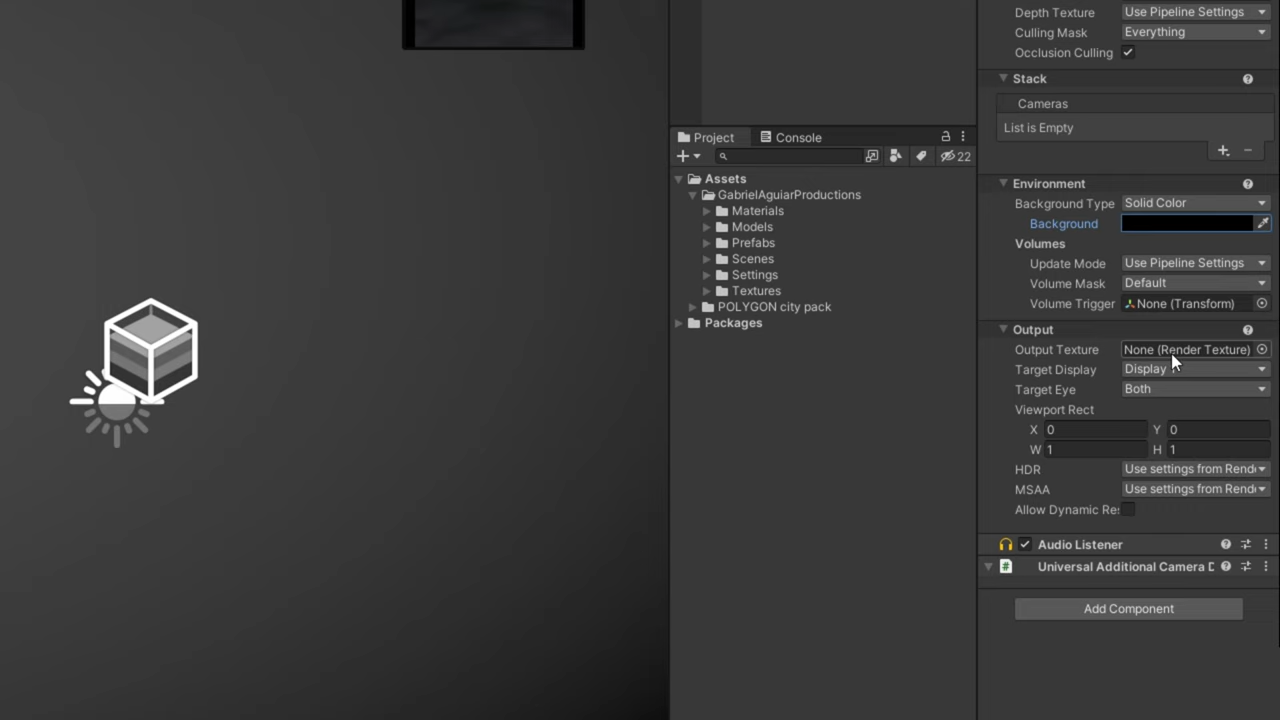 Depth Texture Use Pipeline Settings
Culling Mask Everything
Occlusion Culling
Stack
Cameras
List is Empty
Project Console
22
Assets
GabrielAguiarProductions
Materials
Models
Prefabs
Scenes
Settings
Textures
POLYGON city pack
Packages
Environment
Background Type Solid Color
Background
Volumes
Update Mode Use Pipeline Settings
Volume Mask Default
Volume Trigger None (Transform)
Output
Output Texture None (Render Texture)
Target Display Display
Target Eye Both
Viewport Rect
X 0 Y 0
W 1 H 1
HDR Use settings from Rend
MSAA Use settings from Rend
Allow Dynamic Re
Audio Listener
# Universal Additional Camera D
Add Component